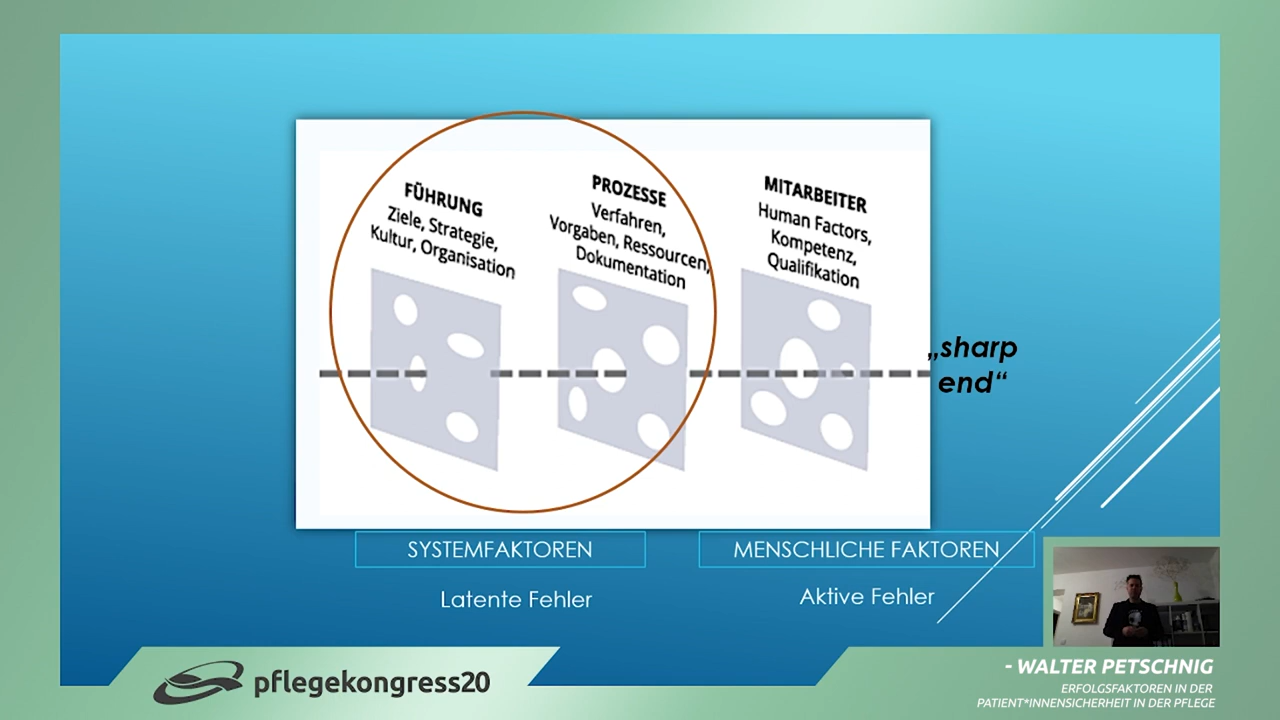 FÜHRUNG
Ziele, Strategie,
Kultur, Organisation
PROZESSE
Verfahren,
Vorgaben, Ressourcen,
Dokumentation
MITARBEITER
Human Factors,
Kompetenz,
Qualifikation
„sharp
end“
SYSTEMFAKTOREN
MENSCHLICHE FAKTOREN
Latente Fehler
Aktive Fehler
pflegekongress20
- WALTER PETSCHNIG
ERFOLGSFAKTOREN IN DER
PATIENT*INNENSICHERHEIT IN DER PFLEGE